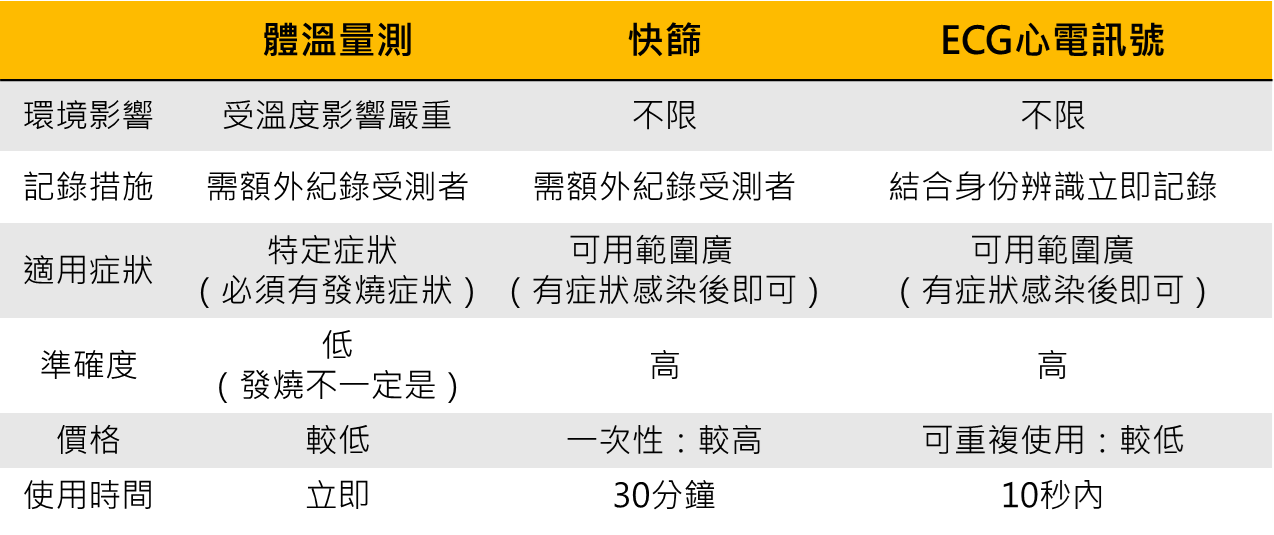 體溫量測 快篩 ECG心電訊號
環境影響 受溫度影響嚴重 不限 不限
記錄措施 需額外紀錄受測者 需額外紀錄受測者 結合身份辨識立即記錄
適用症狀 特定症狀 可用範圍廣 可用範圍廣
（必須有發燒症狀） （有症狀感染後即可） （有症狀感染後即可）
準確度 低 高 高
（發燒不一定是）
價格 較低 一次性：較高 可重複使用：較低
使用時間 立即 30分鐘 10秒內